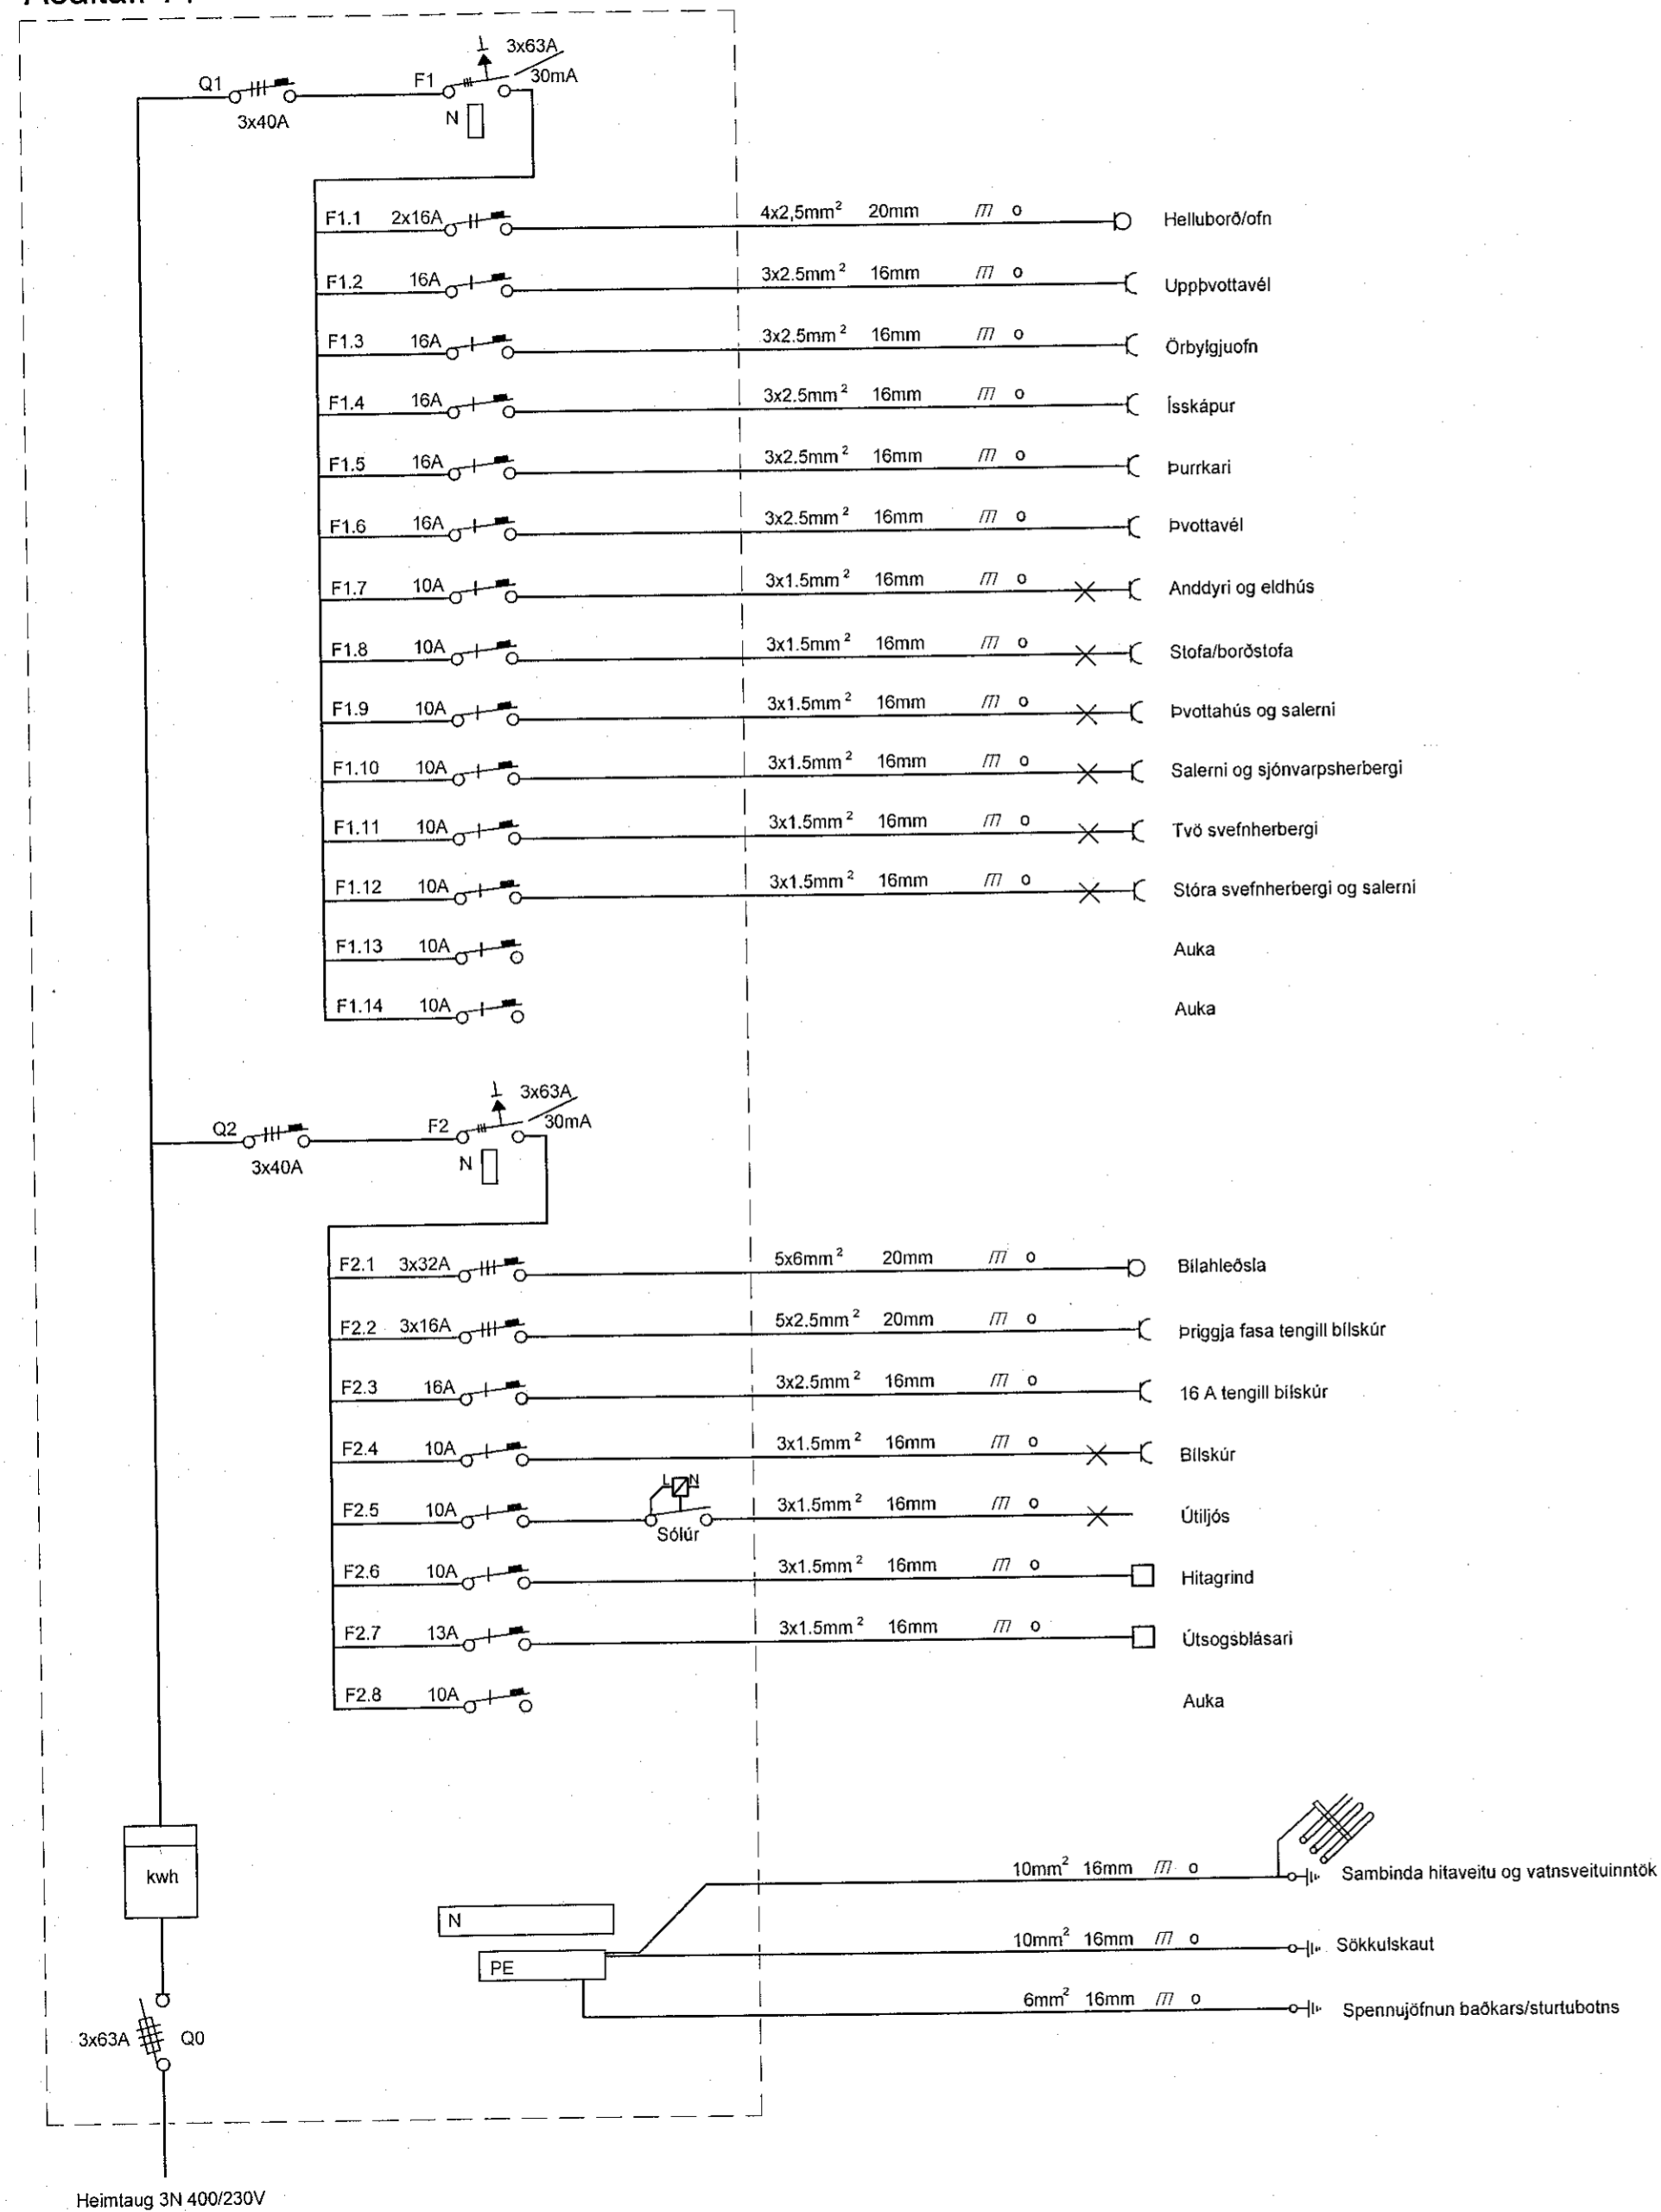 Q1 3x40A F1 3x63A 30mA
N
F1.1 2x16A 4x2,5mm² 20mm o Helluborð/ofn
F1.2 16A 3x2.5mm² 16mm o Uppþvottavél
F1.3 16A 3x2.5mm² 16mm o Örbylgjuofn
F1.4 16A 3x2.5mm² 16mm o Ísskápur
F1.5 16A 3x2.5mm² 16mm o Þurrkari
F1.6 16A 3x2.5mm² 16mm o Þvottavél
F1.7 10A 3x1.5mm² 16mm o Anddyri og eldhús
F1.8 10A 3x1.5mm² 16mm o Stofa/borðstofa
F1.9 10A 3x1.5mm² 16mm o Þvottahús og salerni
F1.10 10A 3x1.5mm² 16mm o Salerni og sjónvarpsherbergi
F1.11 10A 3x1.5mm² 16mm o Tvö svefnherbergi
F1.12 10A 3x1.5mm² 16mm o Stóra svefnherbergi og salerni
F1.13 10A Auka
F1.14 10A Auka
Q2 3x40A F2 3x63A 30mA
N
F2.1 3x32A 5x6mm² 20mm o Bílahleðsla
F2.2 3x16A 5x2.5mm² 20mm o Þriggja fasa tengill bílskúr
F2.3 16A 3x2.5mm² 16mm o 16 A tengill bílskúr
F2.4 10A 3x1.5mm² 16mm o Bílskúr
L N
F2.5 10A Sólúr 3x1.5mm² 16mm o Útiljós
F2.6 10A 3x1.5mm² 16mm o Hitagrind
F2.7 13A 3x1.5mm² 16mm o Útsogsblásari
F2.8 10A Auka
kwh
10mm² 16mm o Sambinda hitaveitu og vatnsveituinntök
N
10mm² 16mm o Sökkulskaut
PE
6mm² 16mm o Spennujöfnun baðkars/sturtubotns
3x63A Q0
Heimtaug 3N 400/230V